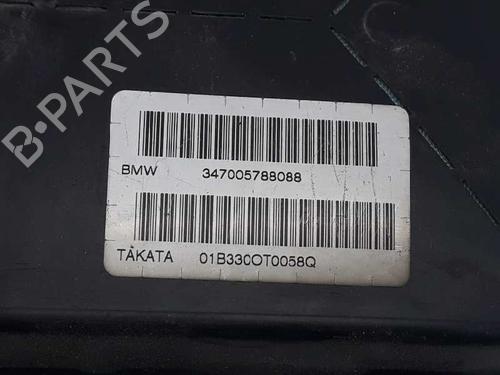 B-PARTS
BMW 347005788088
TAKATA 01B330OT0058Q